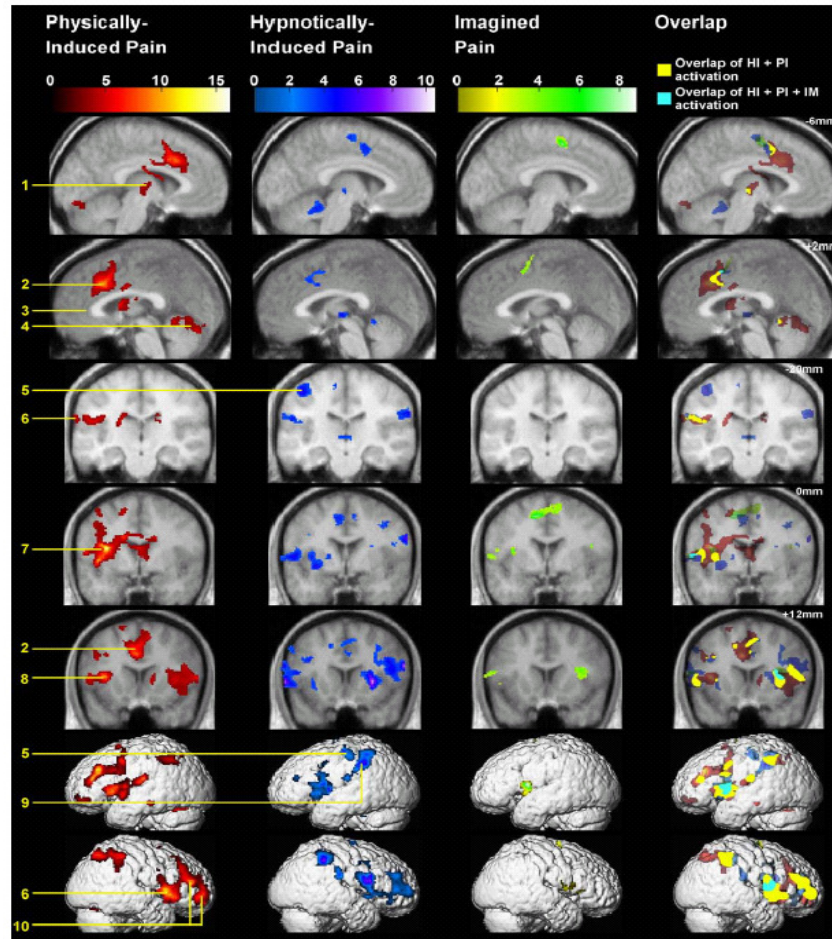 Physically-
Induced Pain
Hypnotically-
Induced Pain
Imagined
Pain
Overlap
0 5 10 15
0 2 4 6 8 10
0 2 4 6 8
Overlap of HI + PI
activation
Overlap of HI + PI + IM
activation
-6mm
1
+2mm
2
3
4
-20mm
5
6
0mm
7
+12mm
2
8
5
9
6
10